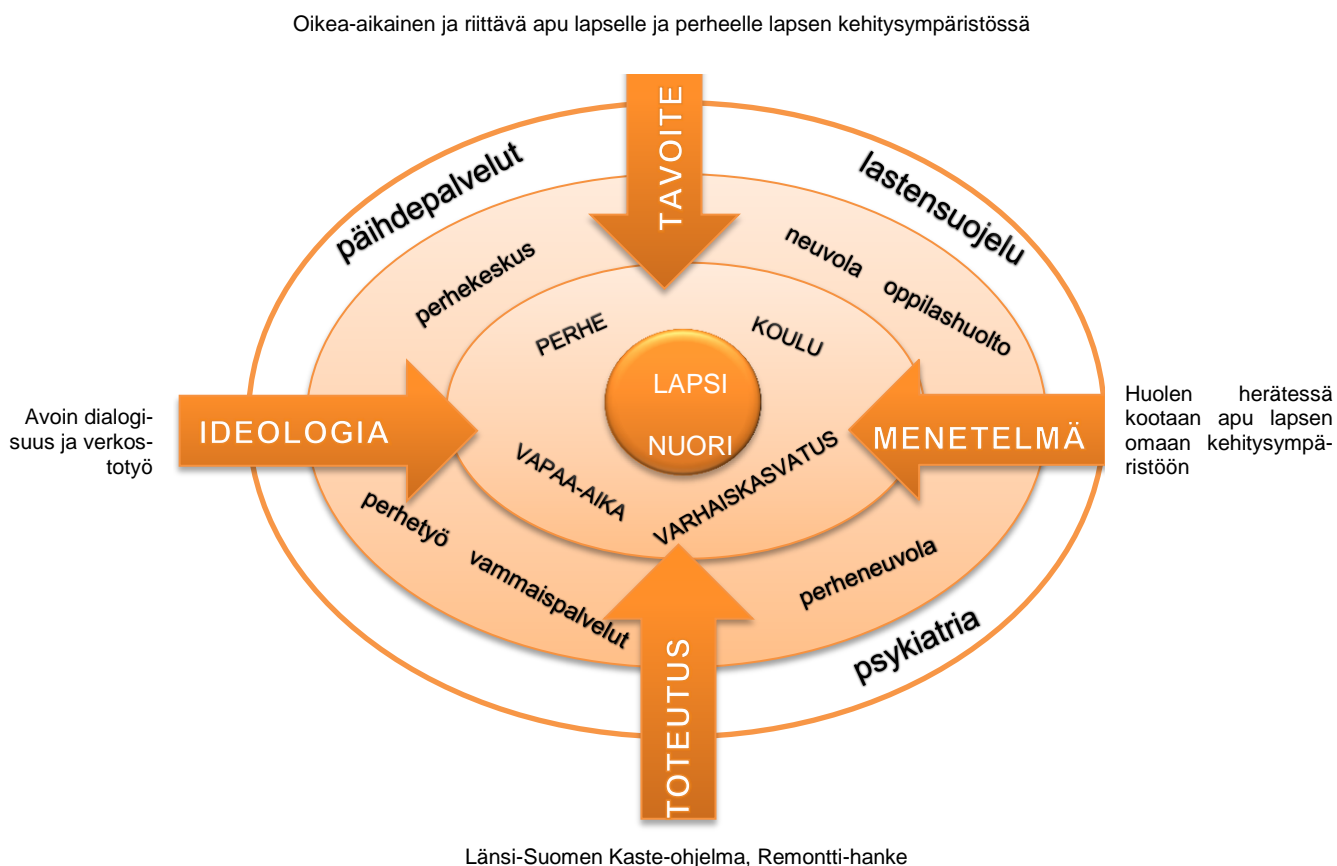 Oikea-aikainen ja riittävä apu lapselle ja perheelle lapsen kehitysympäristössä
TAVOITE
päihdepalvelut
lastensuojelu
perhekeskus
neuvola oppilashuolto
PERHE
KOULU
LAPSI
NUORI
Avoin dialogi-
suus ja verkos-
totyö
IDEOLOGIA
MENETELMÄ
Huolen herätessä
kootaan apu lapsen
omaan kehitysympä-
ristöön
VAPAA-AIKA
VARHAISKASVATUS
perhetyö vammaispalvelut
perheneuvola
psykiatria
TOTEUTUS
Länsi-Suomen Kaste-ohjelma, Remontti-hanke